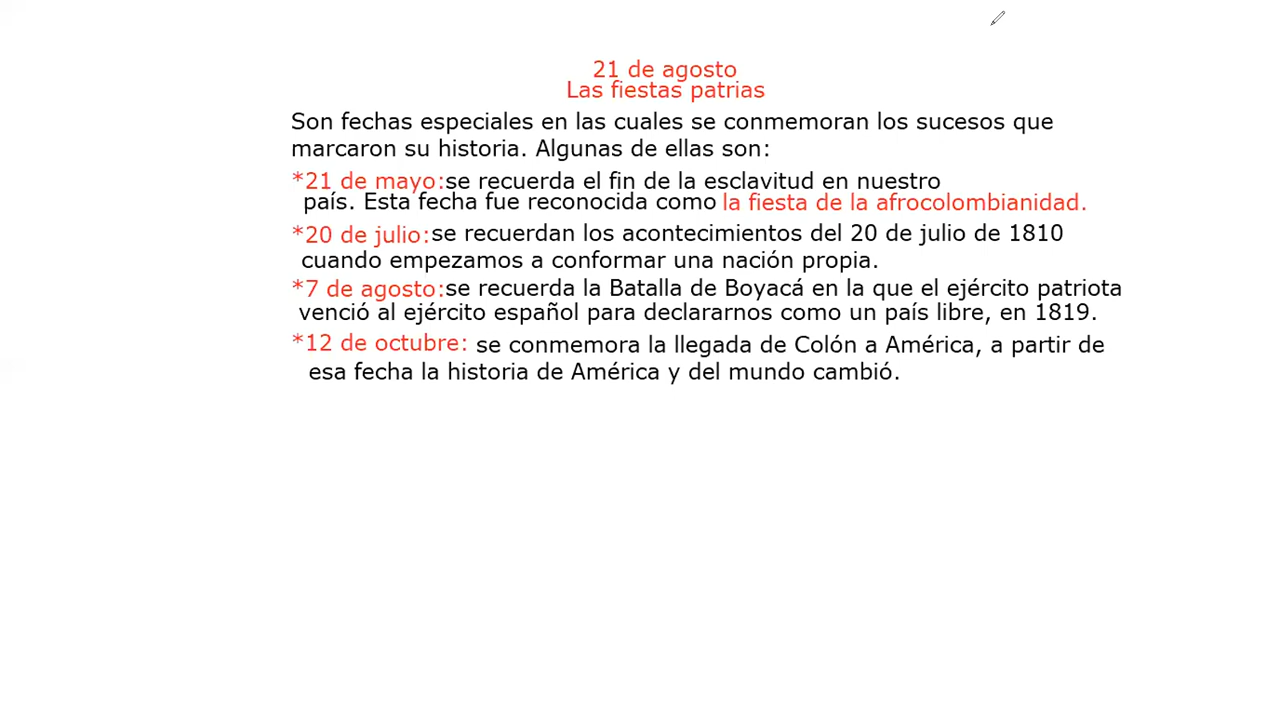 21 de agosto
Las fiestas patrias
Son fechas especiales en las cuales se conmemoran los sucesos que
marcaron su historia. Algunas de ellas son:
*21 de mayo:se recuerda el fin de la esclavitud en nuestro
país. Esta fecha fue reconocida como la fiesta de la afrocolombianidad.
*20 de julio:se recuerdan los acontecimientos del 20 de julio de 1810
cuando empezamos a conformar una nación propia.
*7 de agosto:se recuerda la Batalla de Boyacá en la que el ejército patriota
venció al ejército español para declararnos como un país libre, en 1819.
*12 de octubre: se conmemora la llegada de Colón a América, a partir de
esa fecha la historia de América y del mundo cambió.